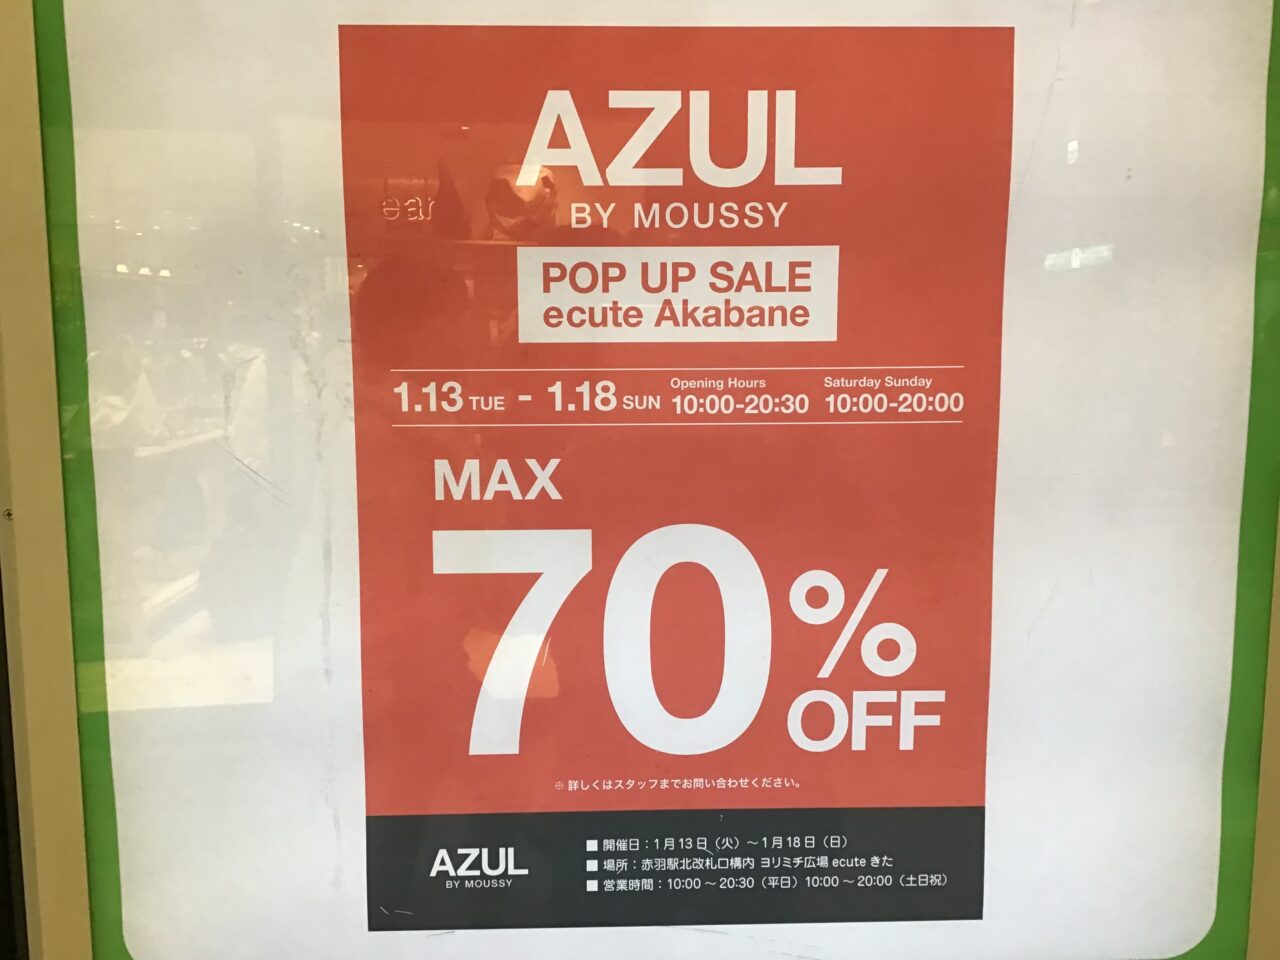 AZUL
BY MOUSSY
POP UP SALE
ecute Akabane
1.13 TUE - 1.18 SUN Opening Hours 10:00-20:30 Saturday Sunday 10:00-20:00
MAX
70%
OFF
※詳しくはスタッフまでお問い合わせください。
AZUL
BY MOUSSY
■開催日：1月13日（火）～1月18日（日）
■場所：赤羽駅北改札口構内 ヨリミチ広場 ecute きた
■営業時間：10:00～20:30（平日）10:00～20:00（土日祝）
ear